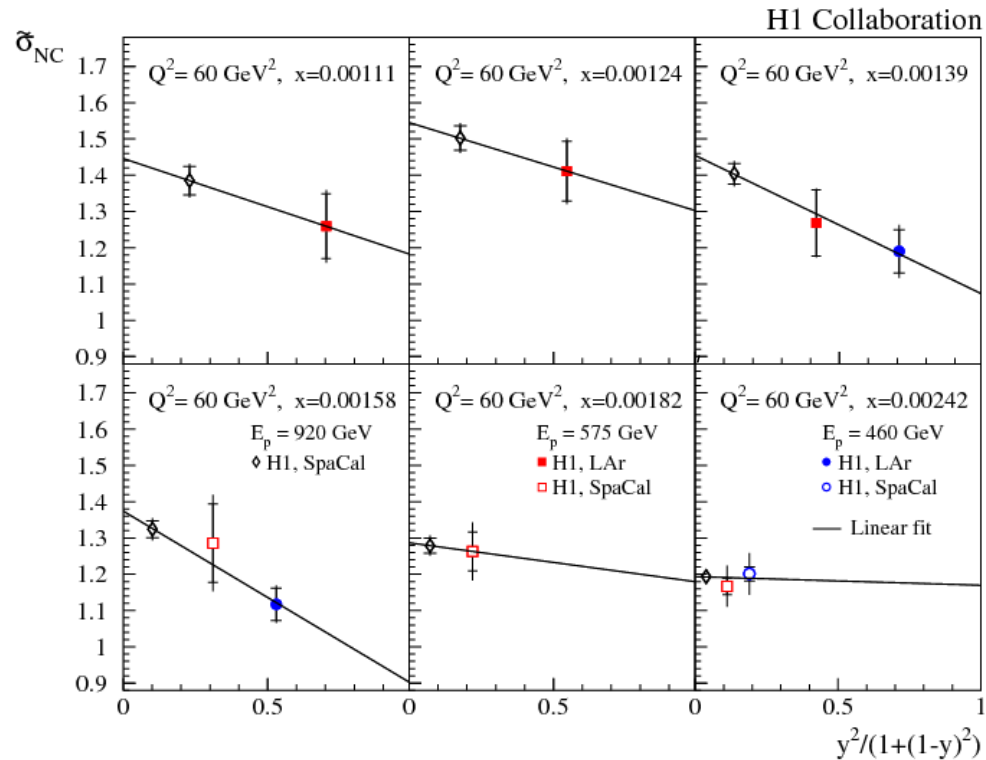 H1 Collaboration
σ̃_NC
Q²= 60 GeV², x=0.00111
Q²= 60 GeV², x=0.00124
Q²= 60 GeV², x=0.00139
1.7
1.6
1.5
1.4
1.3
1.2
1.1
1
0.9
Q²= 60 GeV², x=0.00158
E_p = 920 GeV
H1, SpaCal
Q²= 60 GeV², x=0.00182
E_p = 575 GeV
H1, LAr
H1, SpaCal
Q²= 60 GeV², x=0.00242
E_p = 460 GeV
H1, LAr
H1, SpaCal
Linear fit
1.7
1.6
1.5
1.4
1.3
1.2
1.1
1
0.9
0 0.5 0 0.5 0 0.5 1
y²/(1+(1-y)²)